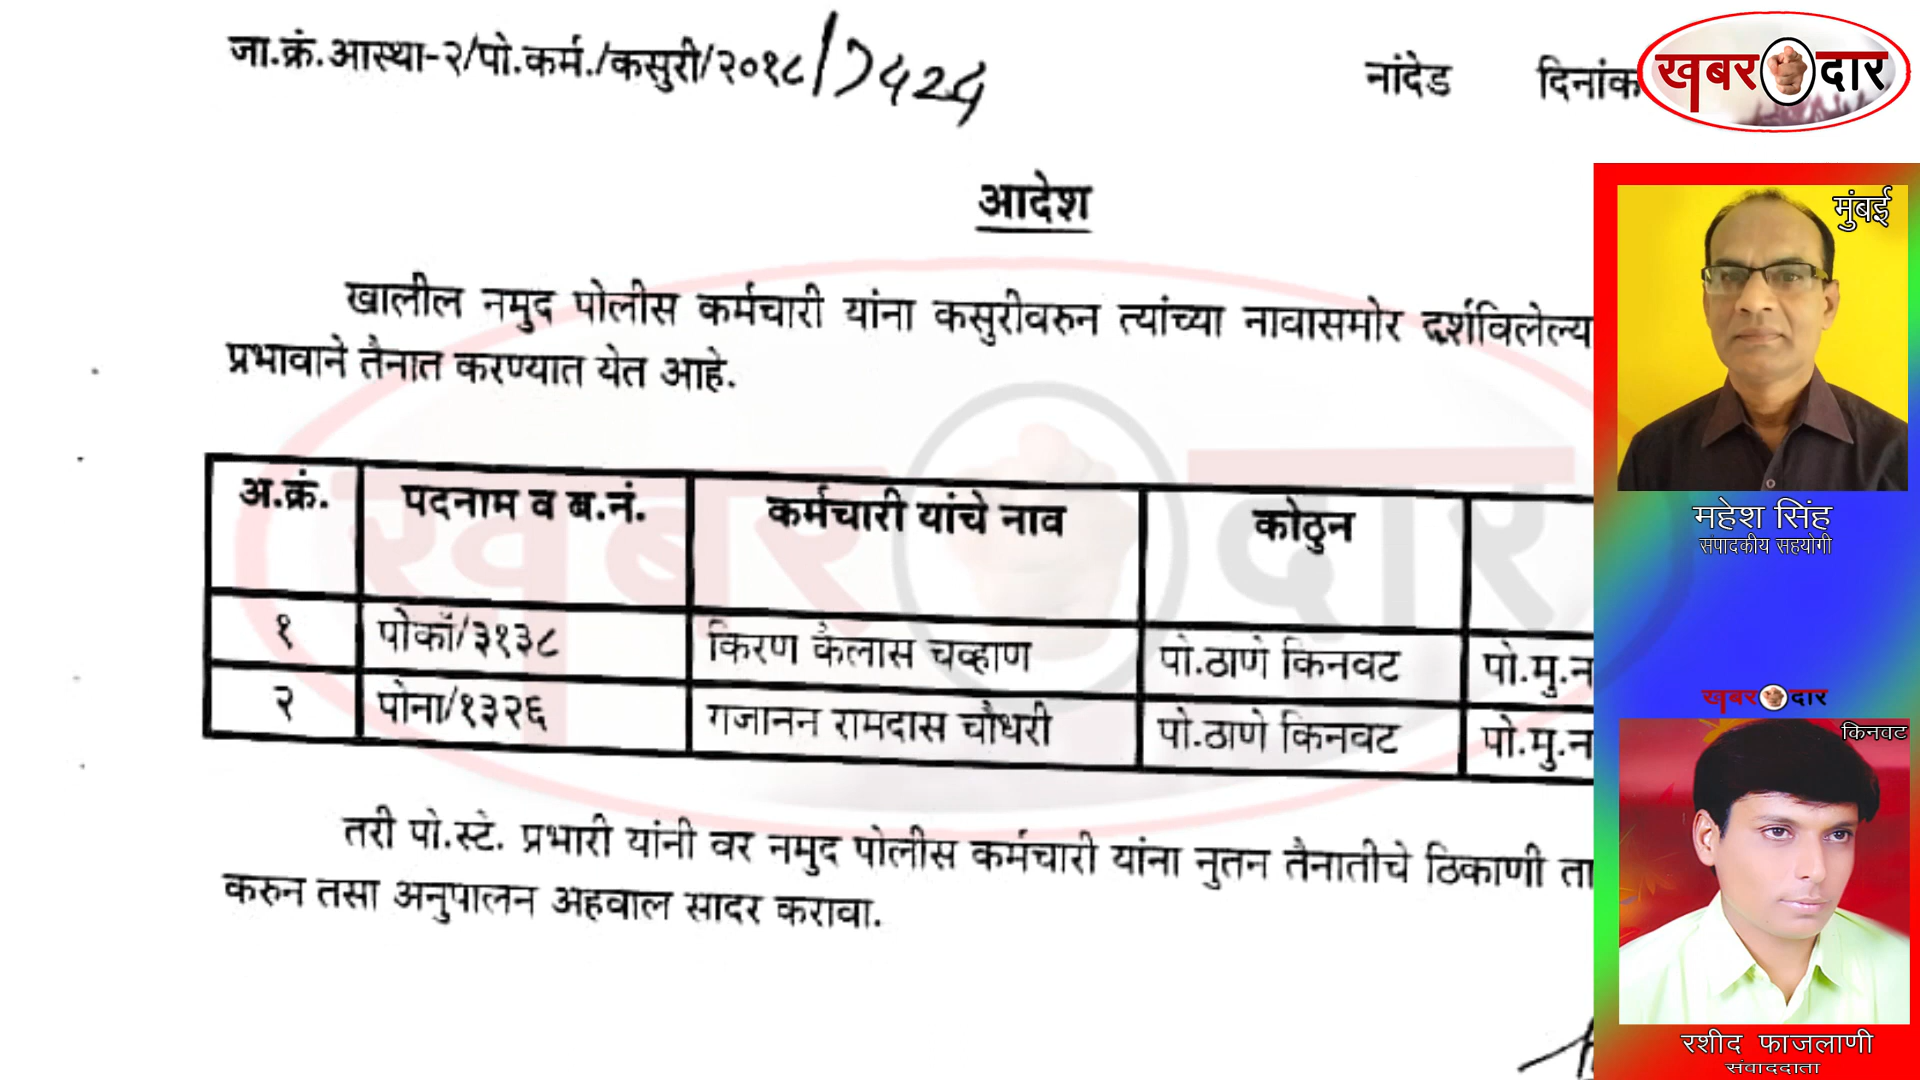 जा.क्रं.आस्था-२/पो.कर्म./कसुरी/२०१८/७५२५
नांदेड दिनांक
खबरदार
आदेश
खालील नमुद पोलीस कर्मचारी यांना कसुरीवरुन त्यांच्या नावासमोर दर्शविलेल्य
प्रभावाने तैनात करण्यात येत आहे.
अ.क्रं. पदनाम व ब.नं. कर्मचारी यांचे नाव कोठुन
१ पोकॉ/३१३८ किरण कैलास चव्हाण पो.ठाणे किनवट पो.मु.न
२ पोना/१३२६ गजानन रामदास चौधरी पो.ठाणे किनवट पो.मु.न
तरी पो.स्टे. प्रभारी यांनी वर नमुद पोलीस कर्मचारी यांना नुतन तैनातीचे ठिकाणी ता
करुन तसा अनुपालन अहवाल सादर करावा.
खबरदार
मुंबई
महेश सिंह
संपादकीय सहयोगी
खबरदार
किनवट
रशीद फाजलाणी
संवाददाता